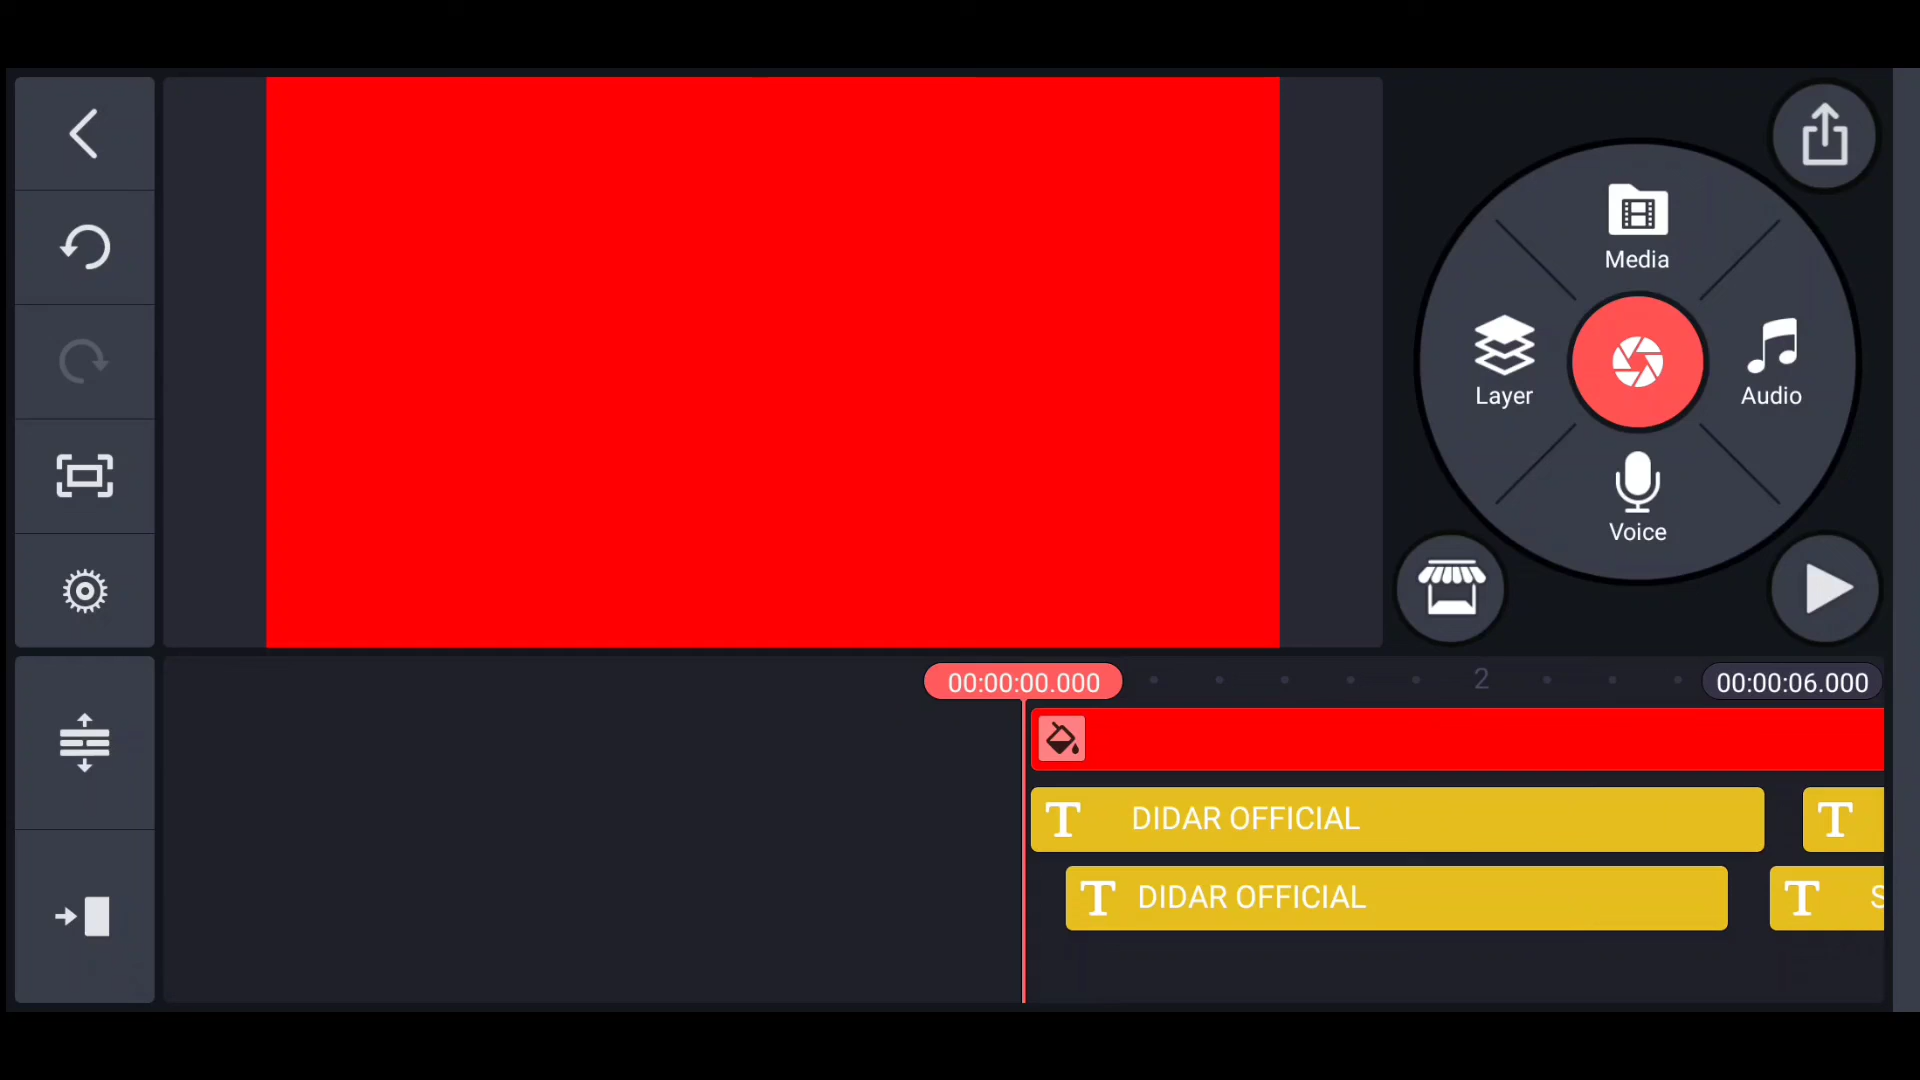 Media
Layer
Audio
Voice
00:00:00.000
2
00:00:06.000
T DIDAR OFFICIAL
T
T DIDAR OFFICIAL
T S